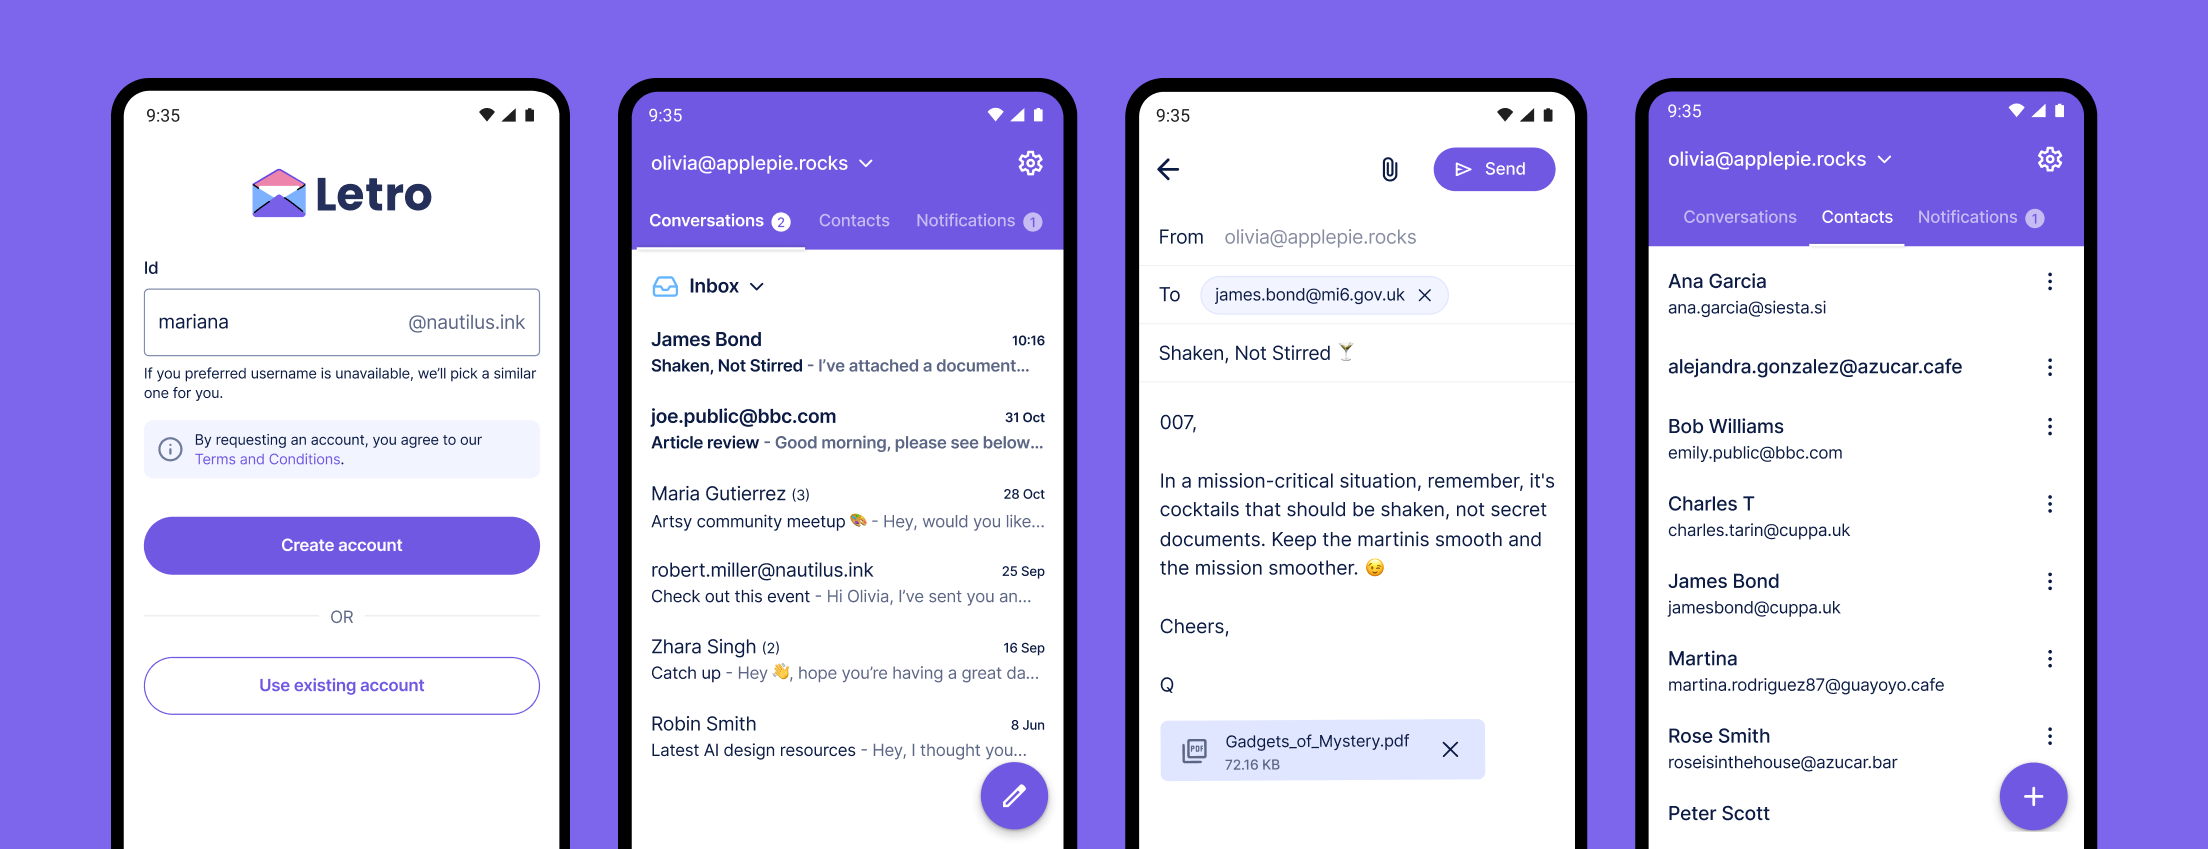 9:35
Letro
Id
mariana @nautilus.ink
If you preferred username is unavailable, we'll pick a similar
one for you.
By requesting an account, you agree to our
Terms and Conditions.
Create account
OR
Use existing account
9:35
olivia@applepie.rocks
Conversations 2 Contacts Notifications 1
Inbox
James Bond 10:16
Shaken, Not Stirred - I've attached a document...
joe.public@bbc.com 31 Oct
Article review - Good morning, please see below...
Maria Gutierrez (3) 28 Oct
Artsy community meetup 🎨 - Hey, would you like...
robert.miller@nautilus.ink 25 Sep
Check out this event - Hi Olivia, I've sent you an...
Zhara Singh (2) 16 Sep
Catch up - Hey 👋, hope you're having a great da...
Robin Smith 8 Jun
Latest AI design resources - Hey, I thought you...
9:35
Send
From olivia@applepie.rocks
To james.bond@mi6.gov.uk
Shaken, Not Stirred 🍸
007,
In a mission-critical situation, remember, it's
cocktails that should be shaken, not secret
documents. Keep the martinis smooth and
the mission smoother. 😉
Cheers,
Q
PDF
Gadgets_of_Mystery.pdf
72.16 KB
9:35
olivia@applepie.rocks
Conversations Contacts Notifications 1
Ana Garcia
ana.garcia@siesta.si
alejandra.gonzalez@azucar.cafe
Bob Williams
emily.public@bbc.com
Charles T
charles.tarin@cuppa.uk
James Bond
jamesbond@cuppa.uk
Martina
martina.rodriguez87@guayoyo.cafe
Rose Smith
roseisinthehouse@azucar.bar
Peter Scott